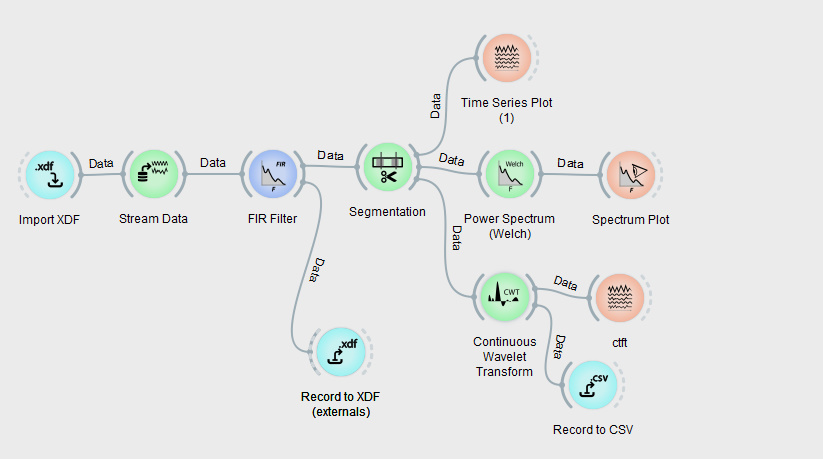 Time Series Plot
(1)
Data
.xdf
Import XDF
Data
Stream Data
Data
FIR
F
FIR Filter
Data
Segmentation
Data
Welch
F
Power Spectrum
(Welch)
Data
F
Spectrum Plot
Data
CWT
Continuous
Wavelet
Transform
Data
ctft
Data
.csv
Record to CSV
Data
.xdf
Record to XDF
(externals)